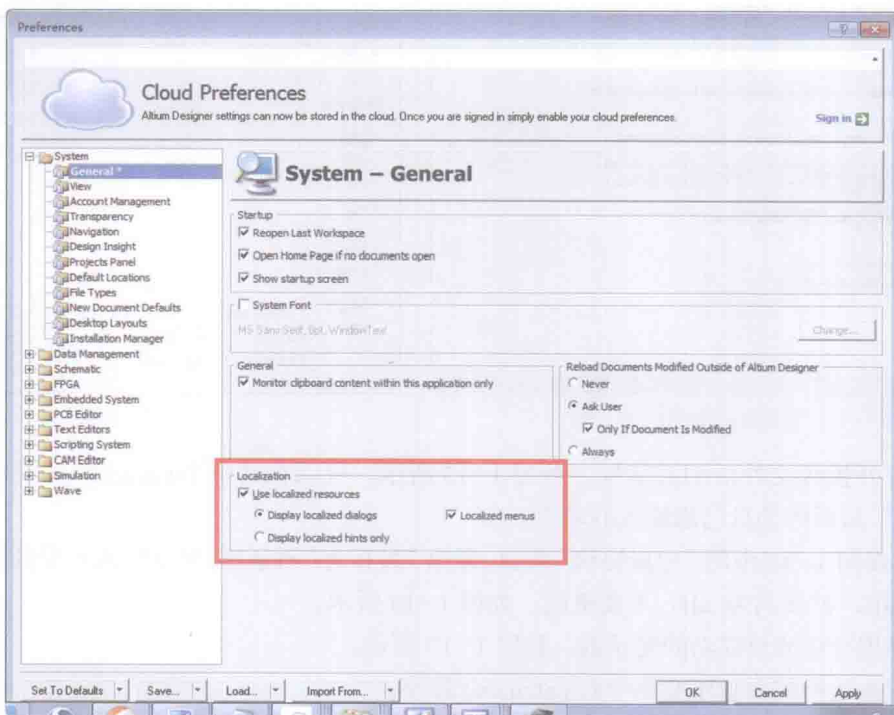 Preferences
Cloud Preferences
Altium Designer settings can now be stored in the cloud. Once you are signed in simply enable your cloud preferences.
Sign in
System
General *
View
Account Management
Transparency
Navigation
Design Insight
Projects Panel
Default Locations
File Types
New Document Defaults
Desktop Layouts
Installation Manager
Data Management
Schematic
FPGA
Embedded System
PCB Editor
Text Editors
Scripting System
CAM Editor
Simulation
Wave
System – General
Startup
Reopen Last Workspace
Open Home Page if no documents open
Show startup screen
System Font
MS Sans Serif, 8pt, WindowText
Change...
General
Monitor clipboard content within this application only
Reload Documents Modified Outside of Altium Designer
Never
Ask User
Only If Document Is Modified
Always
Localization
Use localized resources
Display localized dialogs
Localized menus
Display localized hints only
Set To Defaults
Save...
Load...
Import From...
OK
Cancel
Apply